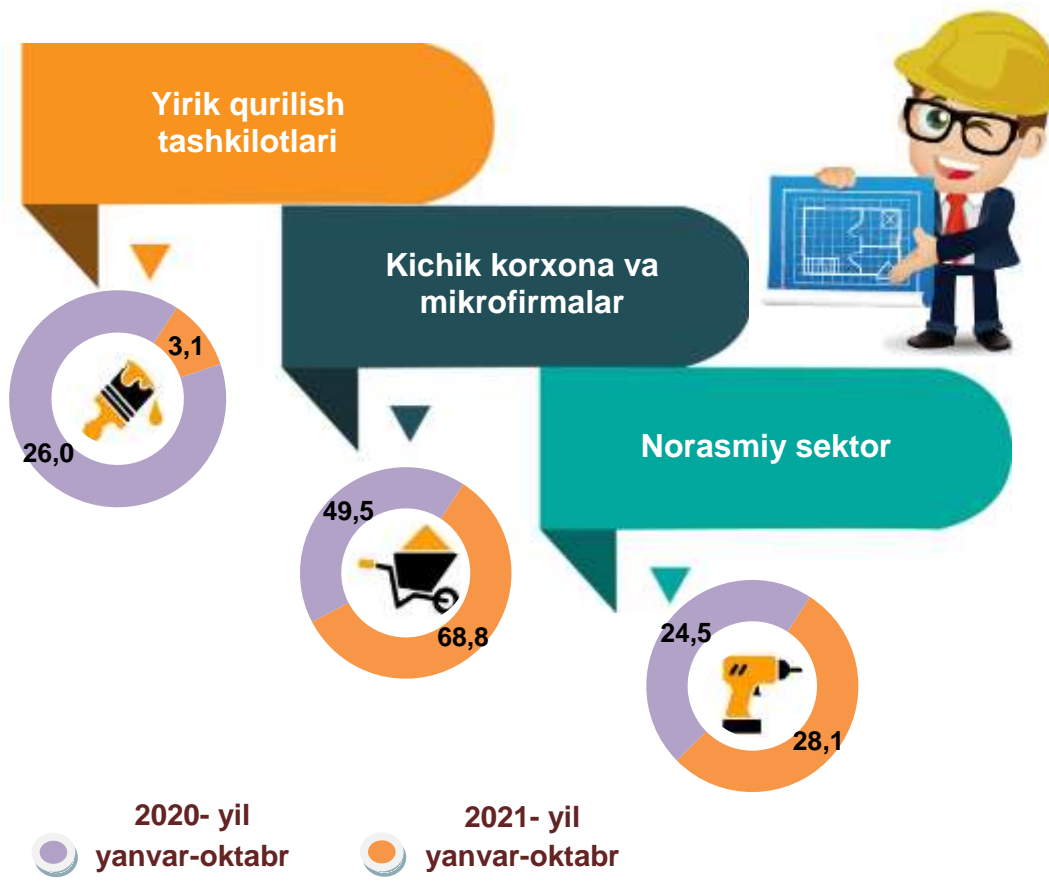 Yirik qurilish
tashkilotlari
Kichik korxona va
mikrofirmalar
Norasmiy sektor
3,1
26,0
49,5
68,8
24,5
28,1
2020- yil
yanvar-oktabr
2021- yil
yanvar-oktabr